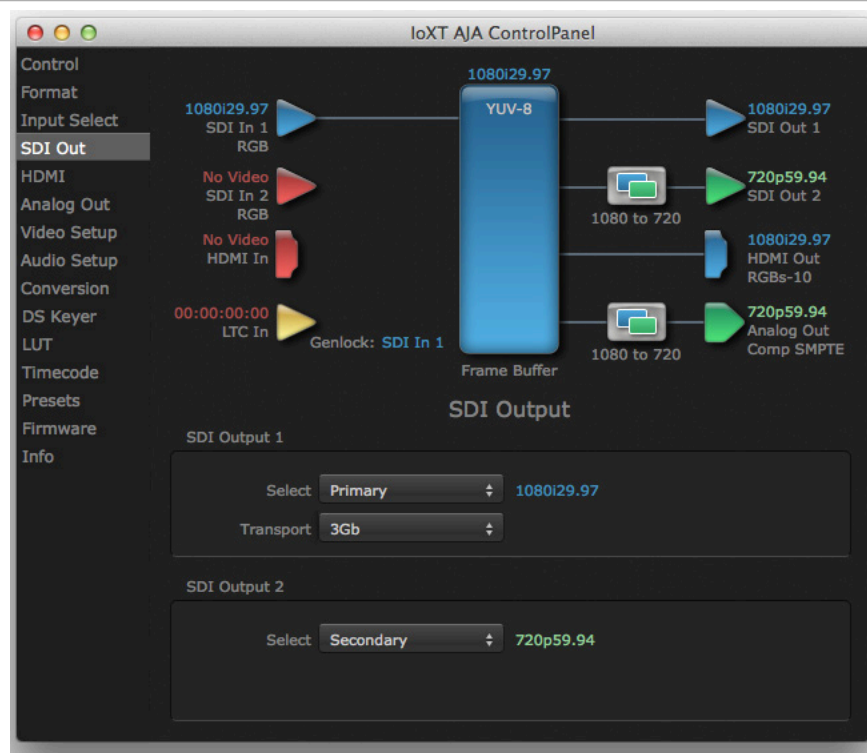 IoXT AJA ControlPanel
Control
Format
Input Select
SDI Out
HDMI
Analog Out
Video Setup
Audio Setup
Conversion
DS Keyer
LUT
Timecode
Presets
Firmware
Info
1080i29.97
YUV-8
Frame Buffer
1080i29.97
SDI In 1
RGB
No Video
SDI In 2
RGB
No Video
HDMI In
00:00:00:00
LTC In
Genlock: SDI In 1
1080i29.97
SDI Out 1
1080 to 720
720p59.94
SDI Out 2
1080i29.97
HDMI Out
RGBs-10
1080 to 720
720p59.94
Analog Out
Comp SMPTE
SDI Output
SDI Output 1
Select Primary 1080i29.97
Transport 3Gb
SDI Output 2
Select Secondary 720p59.94